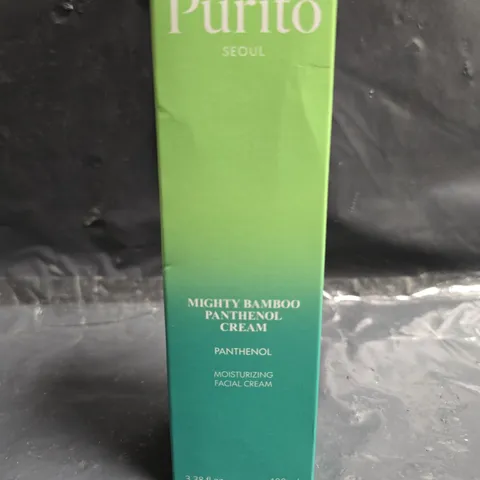 Purito
SEOUL
MIGHTY BAMBOO
PANTHENOL
CREAM
PANTHENOL
MOISTURIZING
FACIAL CREAM